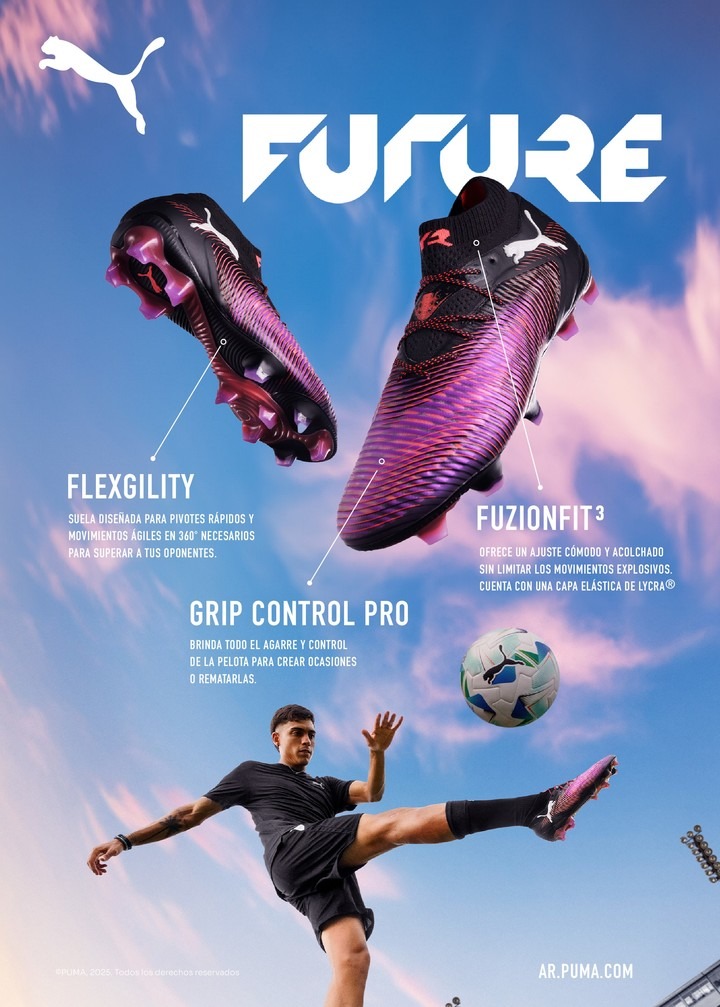 FUTURE
FLEXGILITY
SUELA DISEÑADA PARA PIVOTES RÁPIDOS Y
MOVIMIENTOS ÁGILES EN 360° NECESARIOS
PARA SUPERAR A TUS OPONENTES.
FUZIONFIT³
OFRECE UN AJUSTE CÓMODO Y ACOLCHADO
SIN LIMITAR LOS MOVIMIENTOS EXPLOSIVOS.
CUENTA CON UNA CAPA ELÁSTICA DE LYCRA®
GRIP CONTROL PRO
BRINDA TODO EL AGARRE Y CONTROL
DE LA PELOTA PARA CREAR OCASIONES
O REMATARLAS.
©PUMA, 2025. Todos los derechos reservados
AR.PUMA.COM